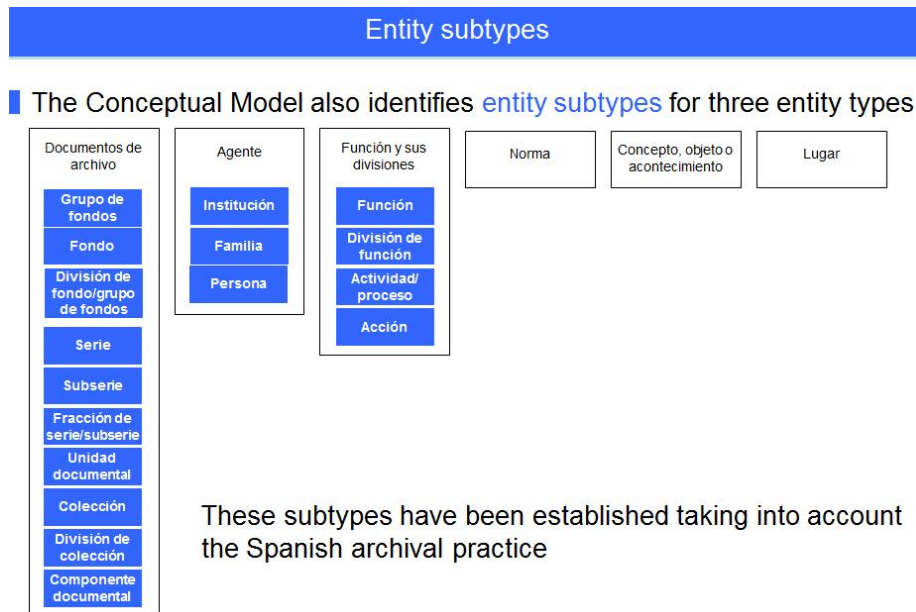 Entity subtypes
The Conceptual Model also identifies entity subtypes for three entity types
Documentos de
archivo
Grupo de
fondos
Fondo
División de
fondo/grupo
de fondos
Serie
Subserie
Fracción de
serie/subserie
Unidad
documental
Colección
División de
colección
Componente
documental
Agente
Institución
Familia
Persona
Función y sus
divisiones
Función
División de
función
Actividad/
proceso
Acción
Norma
Concepto, objeto o
acontecimiento
Lugar
These subtypes have been established taking into account
the Spanish archival practice